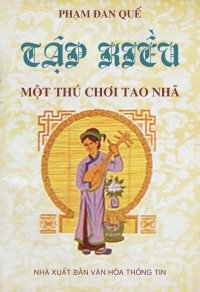 PHẠM ĐAN QUẾ
TẬP KIỀU
MỘT THÚ CHƠI TAO NHÃ
NHÀ XUẤT BẢN VĂN HÓA THÔNG TIN